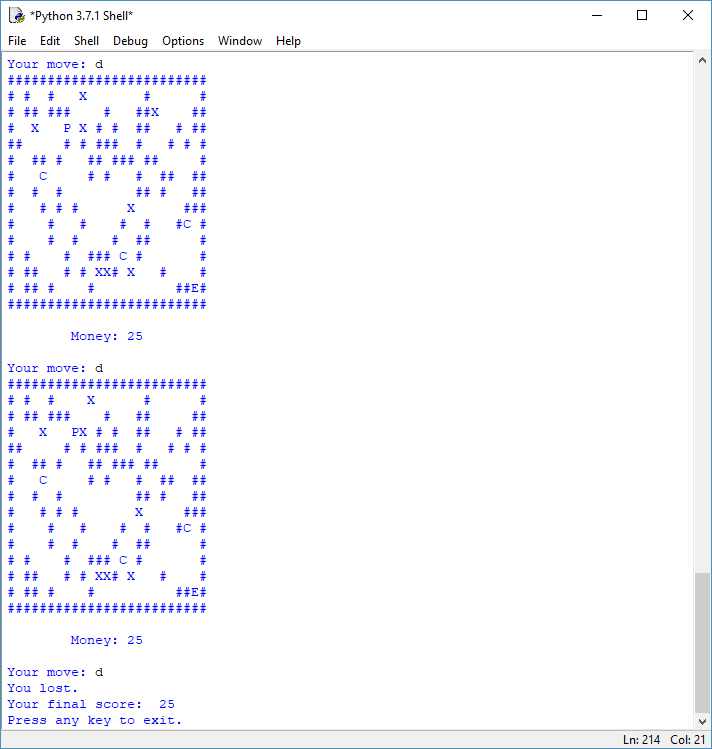 *Python 3.7.1 Shell*
File Edit Shell Debug Options Window Help
Your move: d
#########################
# #  #   X       #      #
# ## ###    #   ##X    ##
#  X   P X # #  ##   # ##
##     # # ###  #   # # #
#  ## #   ## ### ##     #
#   C     # #   #  ##  ##
#  #  #         ## #   ##
#   # # #      X      ###
#    #   #    #  #   #C #
#    #  #    #  ##      #
# #    #  ### C #       #
# ##   # # XX# X   #    #
# ## #    #          ##E#
#########################
Money: 25
Your move: d
#########################
# #  #    X      #      #
# ## ###    #   ##     ##
#   X   PX # #  ##   # ##
##     # # ###  #   # # #
#  ## #   ## ### ##     #
#   C     # #   #  ##  ##
#  #  #         ## #   ##
#   # # #       X     ###
#    #   #    #  #   #C #
#    #  #    #  ##      #
# #    #  ### C #       #
# ##   # # XX# X   #    #
# ## #    #          ##E#
#########################
Money: 25
Your move: d
You lost.
Your final score:  25
Press any key to exit.
Ln: 214 Col: 21